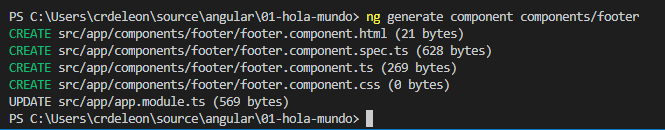 PS C:\Users\crdeleon\source\angular\01-hola-mundo> ng generate component components/footer
CREATE src/app/components/footer/footer.component.html (21 bytes)
CREATE src/app/components/footer/footer.component.spec.ts (628 bytes)
CREATE src/app/components/footer/footer.component.ts (269 bytes)
CREATE src/app/components/footer/footer.component.css (0 bytes)
UPDATE src/app/app.module.ts (569 bytes)
PS C:\Users\crdeleon\source\angular\01-hola-mundo>